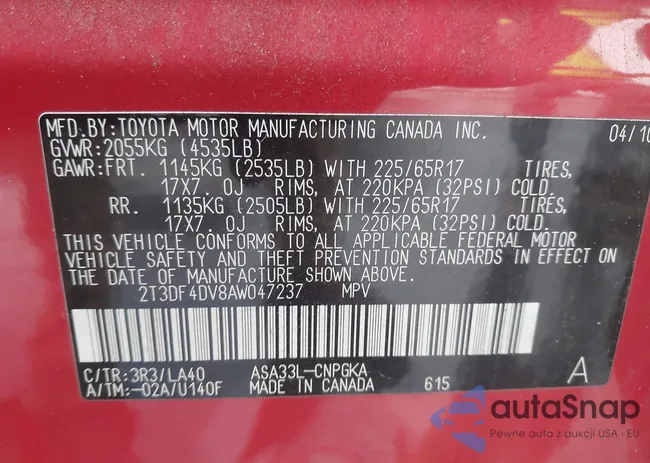 MFD.BY:TOYOTA MOTOR MANUFACTURING CANADA INC. 04/10
GVWR:2055KG (4535LB)
GAWR:FRT. 1145KG (2535LB) WITH 225/65R17 TIRES,
17X7.0J RIMS, AT 220KPA (32PSI) COLD.
RR. 1135KG (2505LB) WITH 225/65R17 TIRES,
17X7.0J RIMS, AT 220KPA (32PSI) COLD.
THIS VEHICLE CONFORMS TO ALL APPLICABLE FEDERAL MOTOR
VEHICLE SAFETY AND THEFT PREVENTION STANDARDS IN EFFECT ON
THE DATE OF MANUFACTURE SHOWN ABOVE.
2T3DF4DV8AW047237 MPV
C/TR:3R3/LA40 ASA33L-CNPGKA
A/TM:-02A/U140F MADE IN CANADA 615 A
autaSnap
Pewne auta z aukcji USA i EU